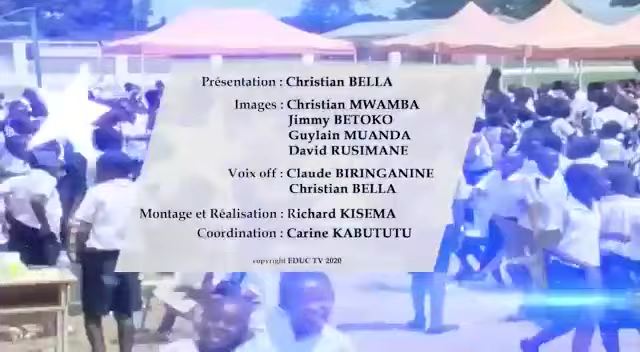 Présentation : Christian BELLA
Images : Christian MWAMBA
Jimmy BETOKO
Guylain MUANDA
David RUSIMANE
Voix off : Claude BIRINGANINE
Christian BELLA
Montage et Réalisation : Richard KISEMA
Coordination : Carine KABUTUTU
copyright EDUC TV 2020